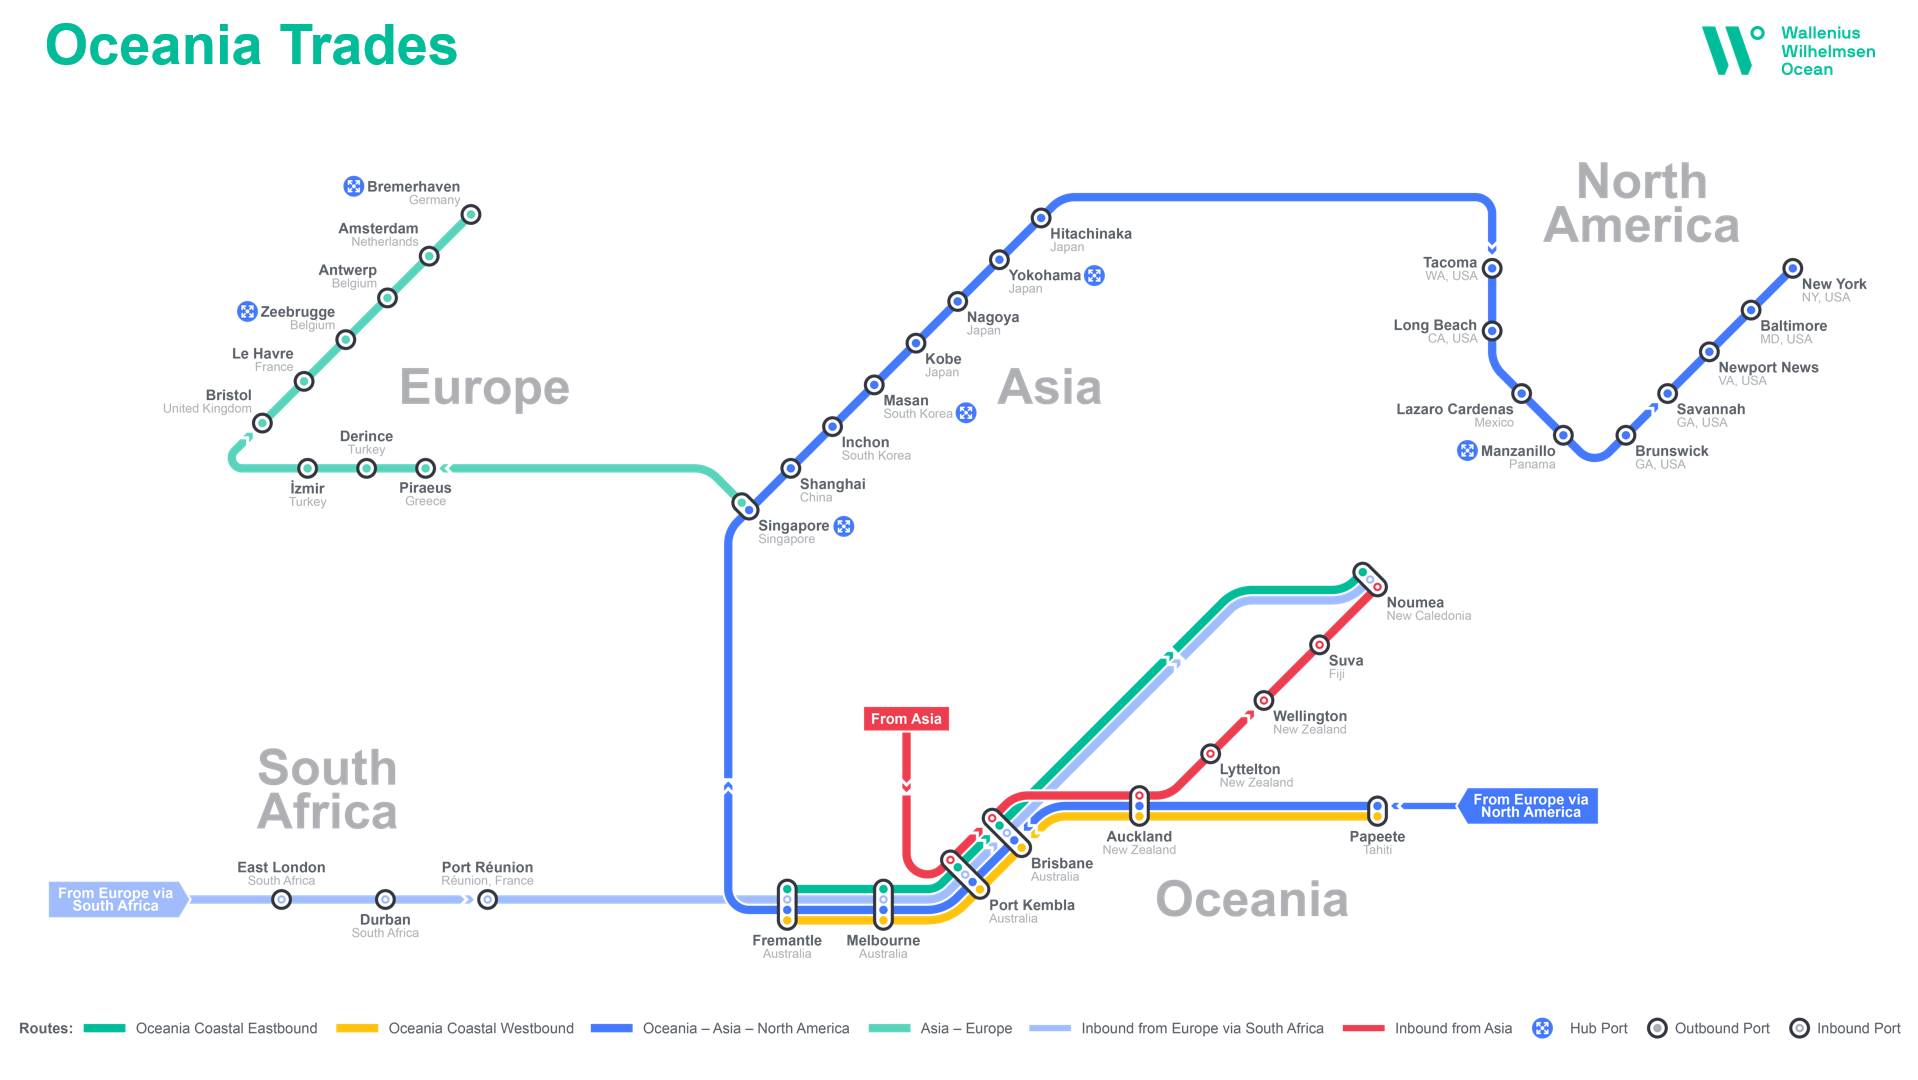 Oceania Trades
Wallenius
Wilhelmsen
Ocean
North
America
Europe
Asia
South
Africa
Oceania
Bremerhaven
Germany
Amsterdam
Netherlands
Antwerp
Belgium
Zeebrugge
Belgium
Le Havre
France
Bristol
United Kingdom
Derince
Turkey
İzmir
Turkey
Piraeus
Greece
Hitachinaka
Japan
Yokohama
Japan
Nagoya
Japan
Kobe
Japan
Masan
South Korea
Inchon
South Korea
Shanghai
China
Singapore
Singapore
Tacoma
WA, USA
Long Beach
CA, USA
Lazaro Cardenas
Mexico
Manzanillo
Panama
New York
NY, USA
Baltimore
MD, USA
Newport News
VA, USA
Savannah
GA, USA
Brunswick
GA, USA
Noumea
New Caledonia
Suva
Fiji
Wellington
New Zealand
Lyttelton
New Zealand
From Asia
From Europe via
North America
Auckland
New Zealand
Papeete
Tahiti
Brisbane
Australia
Port Kembla
Australia
From Europe via
South Africa
East London
South Africa
Durban
South Africa
Port Réunion
Réunion, France
Fremantle
Australia
Melbourne
Australia
Routes: Oceania Coastal Eastbound Oceania Coastal Westbound Oceania – Asia – North America Asia – Europe Inbound from Europe via South Africa Inbound from Asia Hub Port Outbound Port Inbound Port